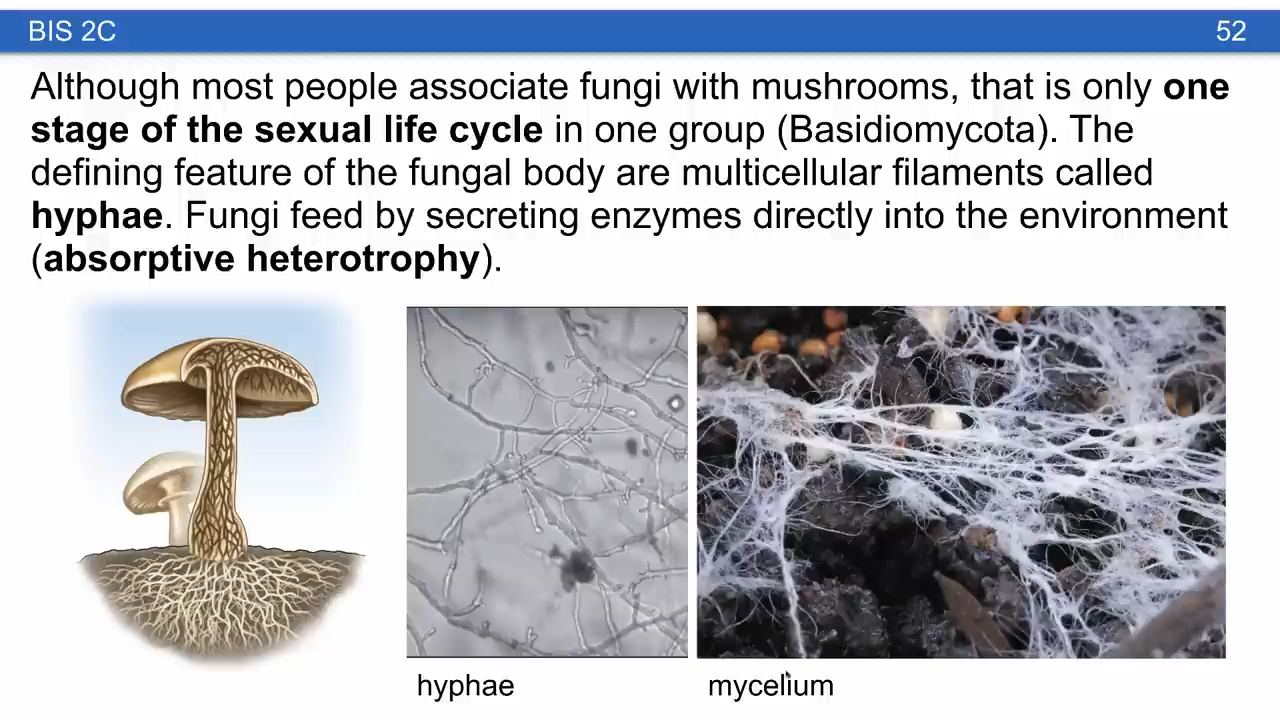 BIS 2C 52
Although most people associate fungi with mushrooms, that is only one
stage of the sexual life cycle in one group (Basidiomycota). The
defining feature of the fungal body are multicellular filaments called
hyphae. Fungi feed by secreting enzymes directly into the environment
(absorptive heterotrophy).
hyphae
mycelium